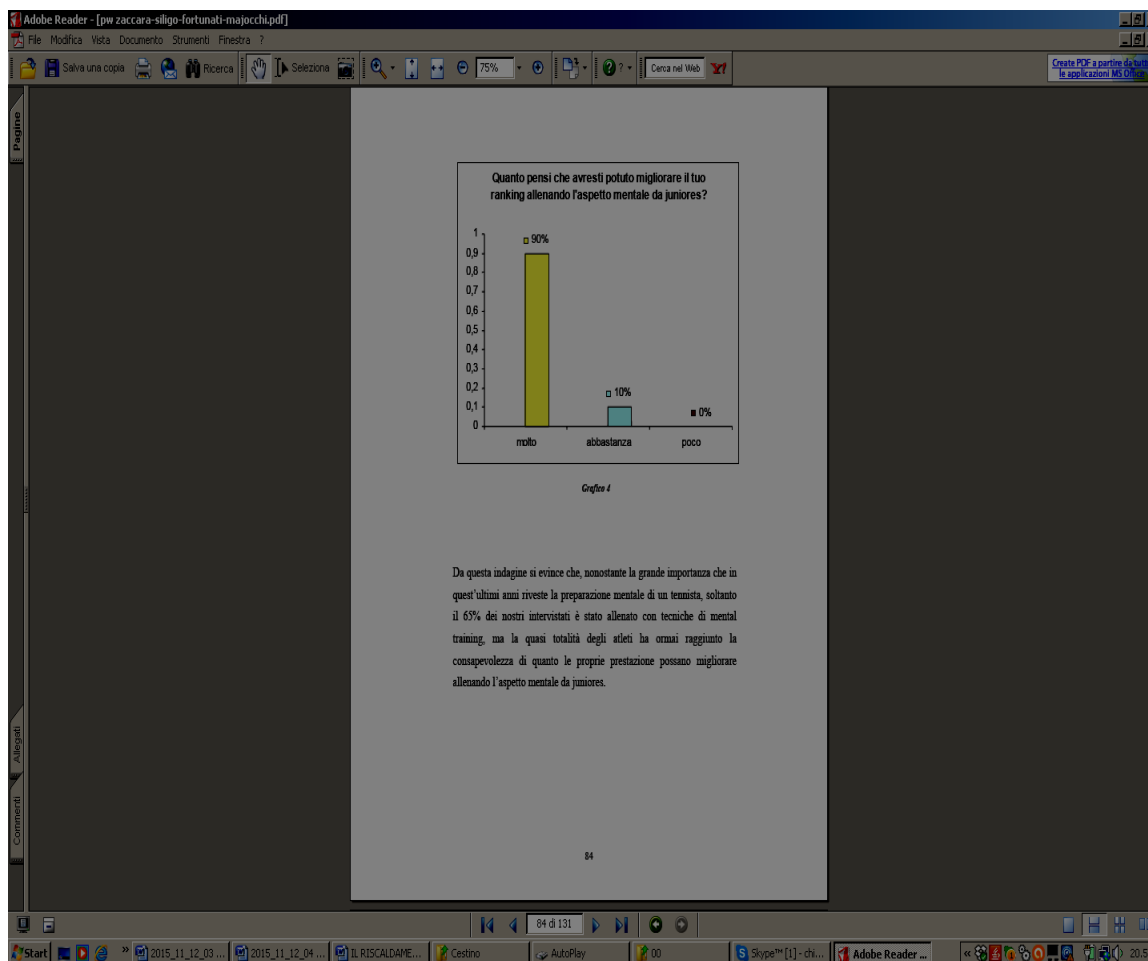 Adobe Reader - [pw zaccara-siligo-fortunati-majocchi.pdf]
File Modifica Vista Documento Strumenti Finestra ?
Salva una copia Ricerca Seleziona 75% ? Cerca nel Web Y!
Create PDF a partire da tutt
le applicazioni MS Office
Pagine
Quanto pensi che avresti potuto migliorare il tuo
ranking allenando l'aspetto mentale da juniores?
1
0,9
0,8
0,7
0,6
0,5
0,4
0,3
0,2
0,1
0
90%
10%
0%
molto abbastanza poco
Grafico 4
Da questa indagine si evince che, nonostante la grande importanza che in
quest'ultimi anni riveste la preparazione mentale di un tennista, soltanto
il 65% dei nostri intervistati è stato allenato con tecniche di mental
training, ma la quasi totalità degli atleti ha ormai raggiunto la
consapevolezza di quanto le proprie prestazione possano migliorare
allenando l'aspetto mentale da juniores.
84
Allegati
Commenti
84 di 131
Start » 2015_11_12_03 ... 2015_11_12_04 ... IL RISCALDAME... Cestino AutoPlay 00 Skype™ [1] - chi... Adobe Reader ... «